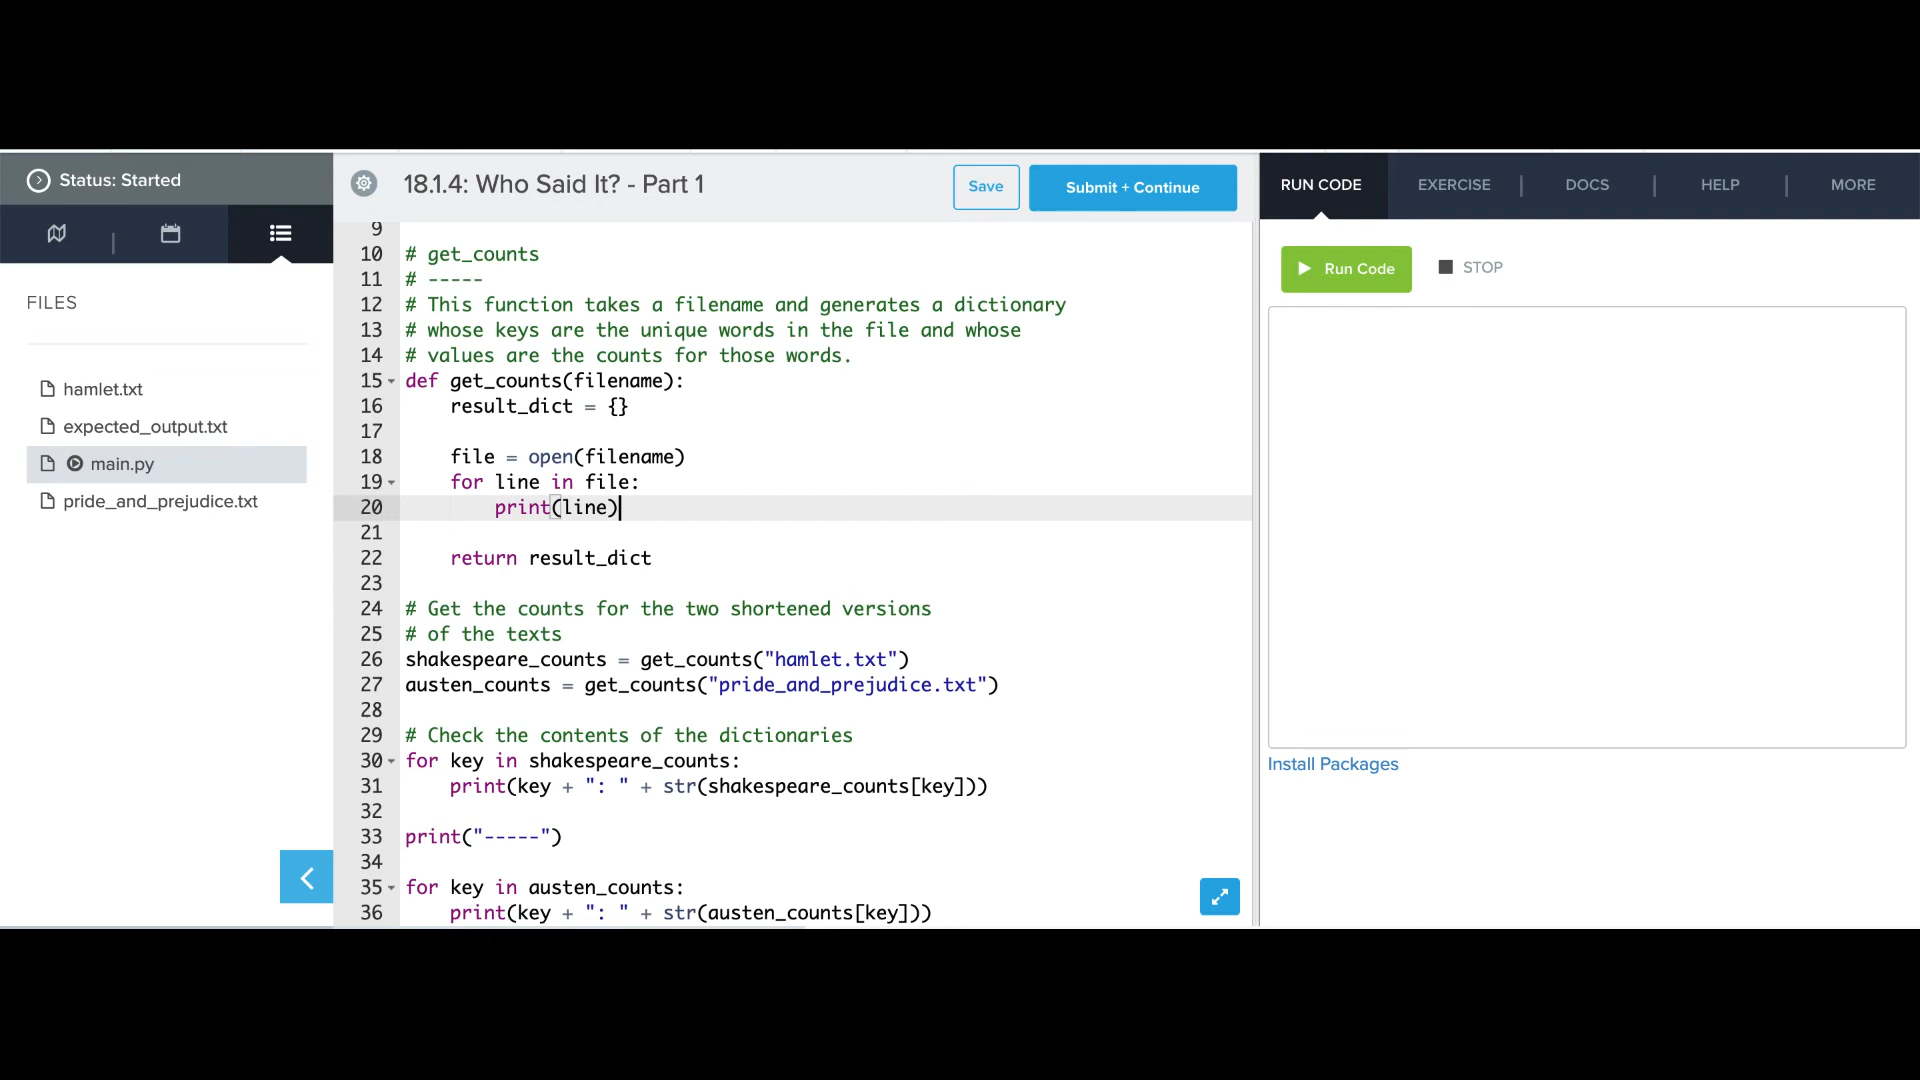 Status: Started
FILES
hamlet.txt
expected_output.txt
main.py
pride_and_prejudice.txt
18.1.4: Who Said It? - Part 1
Save
Submit + Continue
9
10 # get_counts
11 # -----
12 # This function takes a filename and generates a dictionary
13 # whose keys are the unique words in the file and whose
14 # values are the counts for those words.
15 def get_counts(filename):
16     result_dict = {}
17
18     file = open(filename)
19     for line in file:
20         print(line)
21
22     return result_dict
23
24 # Get the counts for the two shortened versions
25 # of the texts
26 shakespeare_counts = get_counts("hamlet.txt")
27 austen_counts = get_counts("pride_and_prejudice.txt")
28
29 # Check the contents of the dictionaries
30 for key in shakespeare_counts:
31     print(key + ": " + str(shakespeare_counts[key]))
32
33 print("-----")
34
35 for key in austen_counts:
36     print(key + ": " + str(austen_counts[key]))
RUN CODE | EXERCISE | DOCS | HELP | MORE
Run Code
STOP
Install Packages